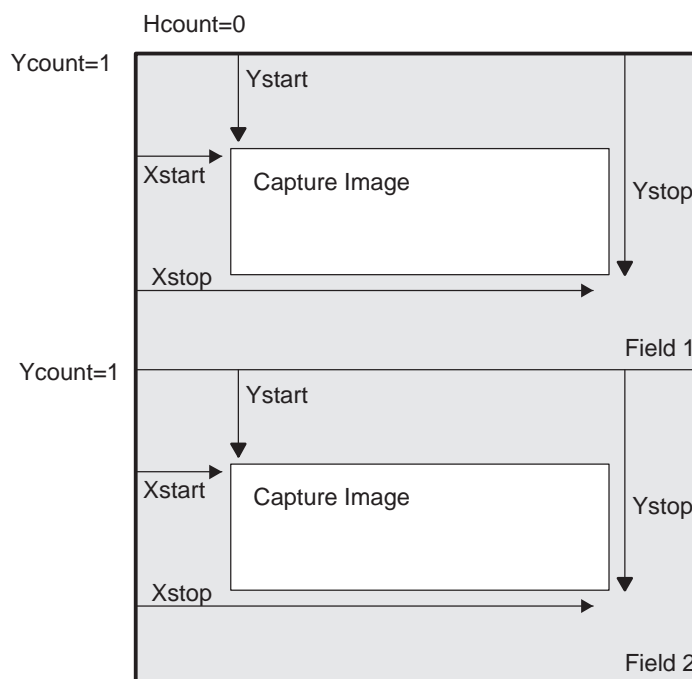 Hcount=0
Ycount=1
Ystart
Xstart
Capture Image
Ystop
Xstop
Field 1
Ycount=1
Ystart
Xstart
Capture Image
Ystop
Xstop
Field 2